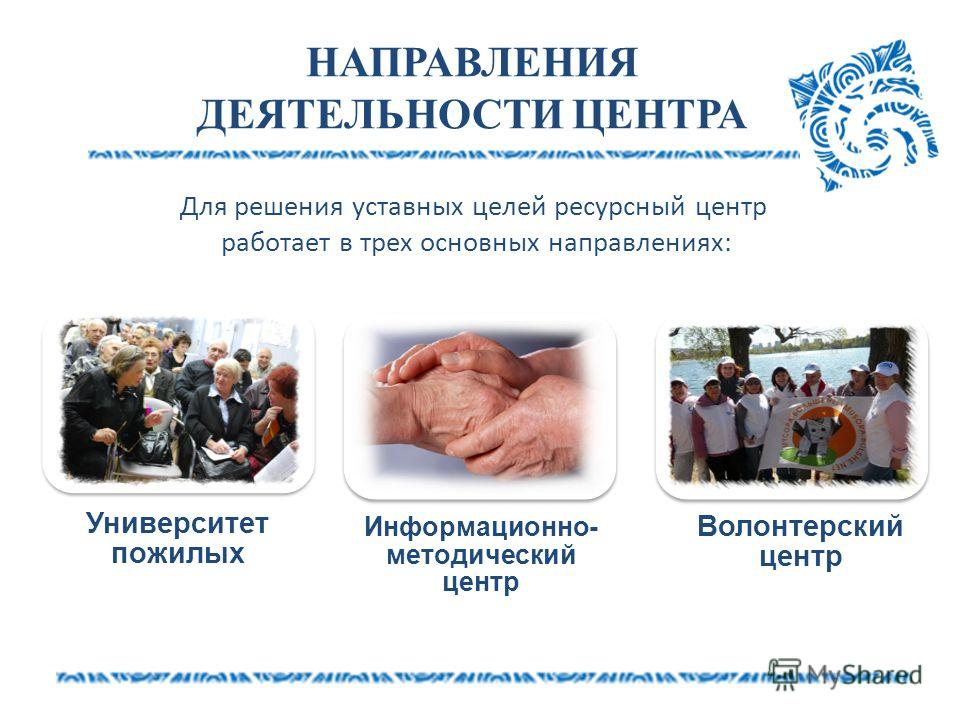 НАПРАВЛЕНИЯ
ДЕЯТЕЛЬНОСТИ ЦЕНТРА
Для решения уставных целей ресурсный центр
работает в трех основных направлениях:
Университет
пожилых
Информационно-
методический
центр
Волонтерский
центр
MyShared